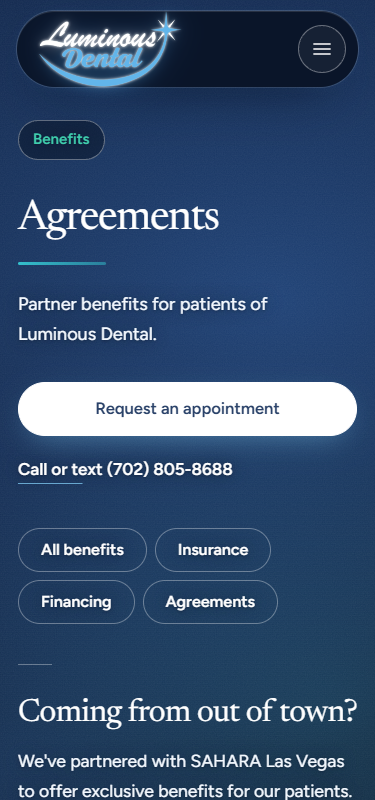 Luminous
Dental
Benefits
Agreements
Partner benefits for patients of
Luminous Dental.
Request an appointment
Call or text (702) 805-8688
All benefits
Insurance
Financing
Agreements
Coming from out of town?
We've partnered with SAHARA Las Vegas
to offer exclusive benefits for our patients.